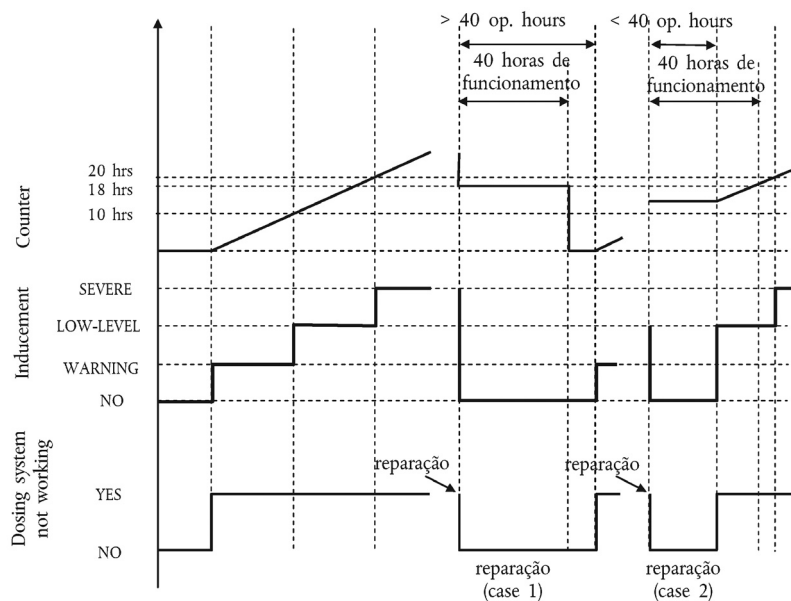 > 40 op. hours
< 40 op. hours
40 horas de
funcionamento
40 horas de
funcionamento
Counter
20 hrs
18 hrs
10 hrs
Inducement
SEVERE
LOW-LEVEL
WARNING
NO
Dosing system
not working
YES
NO
reparação
reparação
reparação
(case 1)
reparação
(case 2)